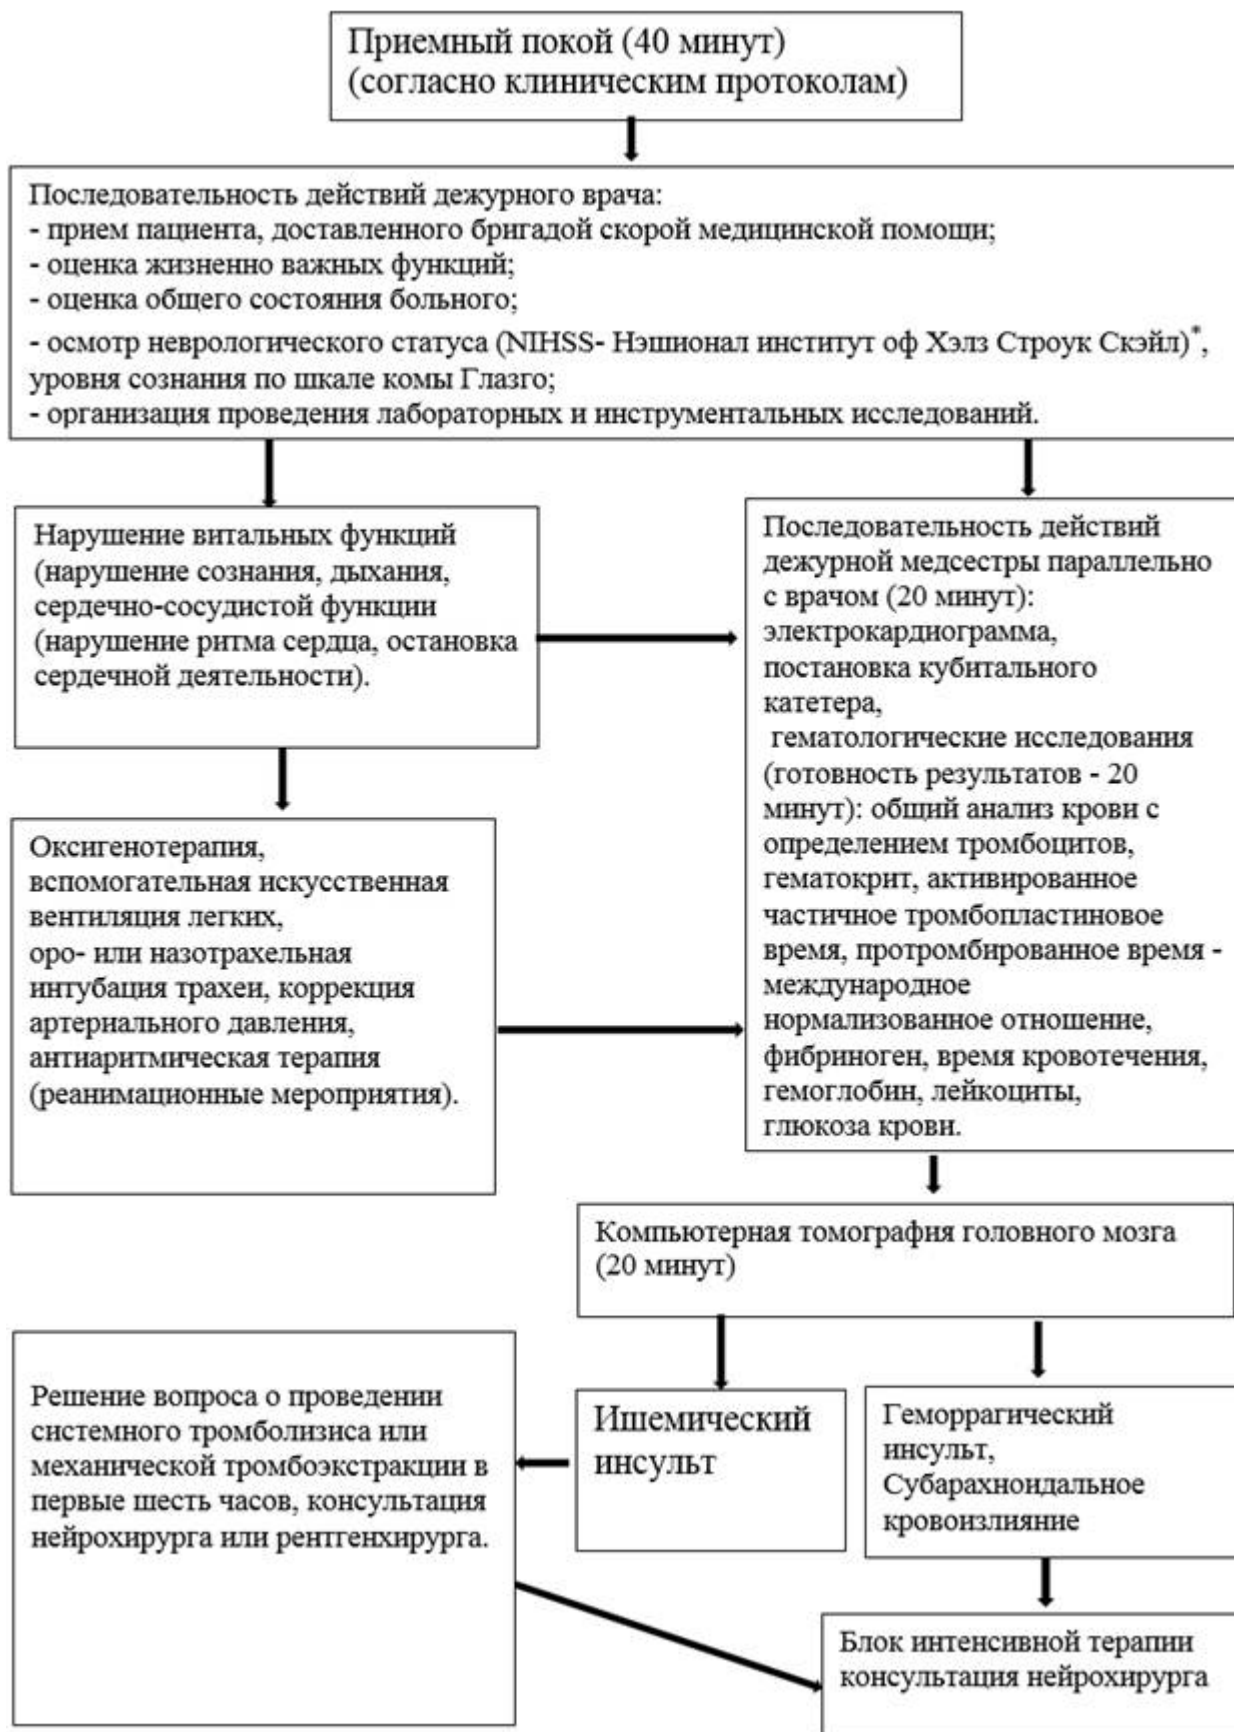 Приемный покой (40 минут)
(согласно клиническим протоколам)
Последовательность действий дежурного врача:
- прием пациента, доставленного бригадой скорой медицинской помощи;
- оценка жизненно важных функций;
- оценка общего состояния больного;
- осмотр неврологического статуса (NIHSS- Нэшионал институт оф Хэлз Строук Скэйл)*,
уровня сознания по шкале комы Глазго;
- организация проведения лабораторных и инструментальных исследований.
Нарушение витальных функций
(нарушение сознания, дыхания,
сердечно-сосудистой функции
(нарушение ритма сердца, остановка
сердечной деятельности).
Последовательность действий
дежурной медсестры параллельно
с врачом (20 минут):
электрокардиограмма,
постановка кубитального
катетера,
гематологические исследования
(готовность результатов - 20
минут): общий анализ крови с
определением тромбоцитов,
гематокрит, активированное
частичное тромбопластиновое
время, протромбированное время -
международное
нормализованное отношение,
фибриноген, время кровотечения,
гемоглобин, лейкоциты,
глюкоза крови.
Оксигенотерапия,
вспомогательная искусственная
вентиляция легких,
оро- или назотрахельная
интубация трахеи, коррекция
артериального давления,
антиаритмическая терапия
(реанимационные мероприятия).
Компьютерная томография головного мозга
(20 минут)
Ишемический
инсульт
Геморрагический
инсульт,
Субарахноидальное
кровоизлияние
Решение вопроса о проведении
системного тромболизиса или
механической тромбоэкстракции в
первые шесть часов, консультация
нейрохирурга или рентгенхирурга.
Блок интенсивной терапии
консультация нейрохирурга